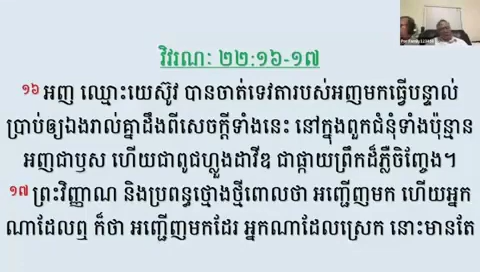 វិវរណៈ ២២:១៦-១៧
១៦ អញ ឈ្មោះយេស៊ូវ បានចាត់ទេវតារបស់អញមកធ្វើបន្ទាល់
ប្រាប់ឲ្យឯងរាល់គ្នាដឹងពីសេចក្ដីទាំងនេះ នៅក្នុងពួកជំនុំទាំងប៉ុន្មាន
អញជាឫស ហើយជាពូជហ្លួងដាវីឌ ជាផ្កាយព្រឹកដ៏ភ្លឺចិញ្ចែង។
១៧ ព្រះវិញ្ញាណ និងប្រពន្ធថ្មោងថ្មីពោលថា អញ្ជើញមក ហើយអ្នក
ណាដែលឮ ក៏ថា អញ្ជើញមកដែរ អ្នកណាដែលស្រេក នោះមានតែ